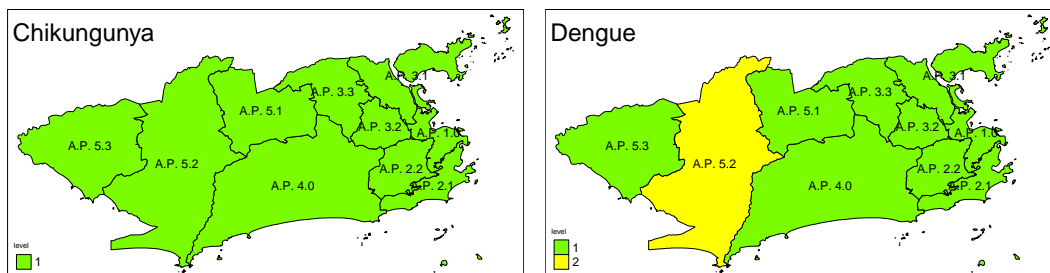 Chikungunya
A.P. 3.1
A.P. 3.3
A.P. 5.1
A.P. 3.2
A.P. 1.0
A.P. 5.3
A.P. 5.2
A.P. 2.2
A.P. 4.0
A.P. 2.1
level
1
Dengue
A.P. 3.1
A.P. 3.3
A.P. 5.1
A.P. 3.2
A.P. 1.0
A.P. 5.3
A.P. 5.2
A.P. 2.2
A.P. 4.0
A.P. 2.1
level
1
2